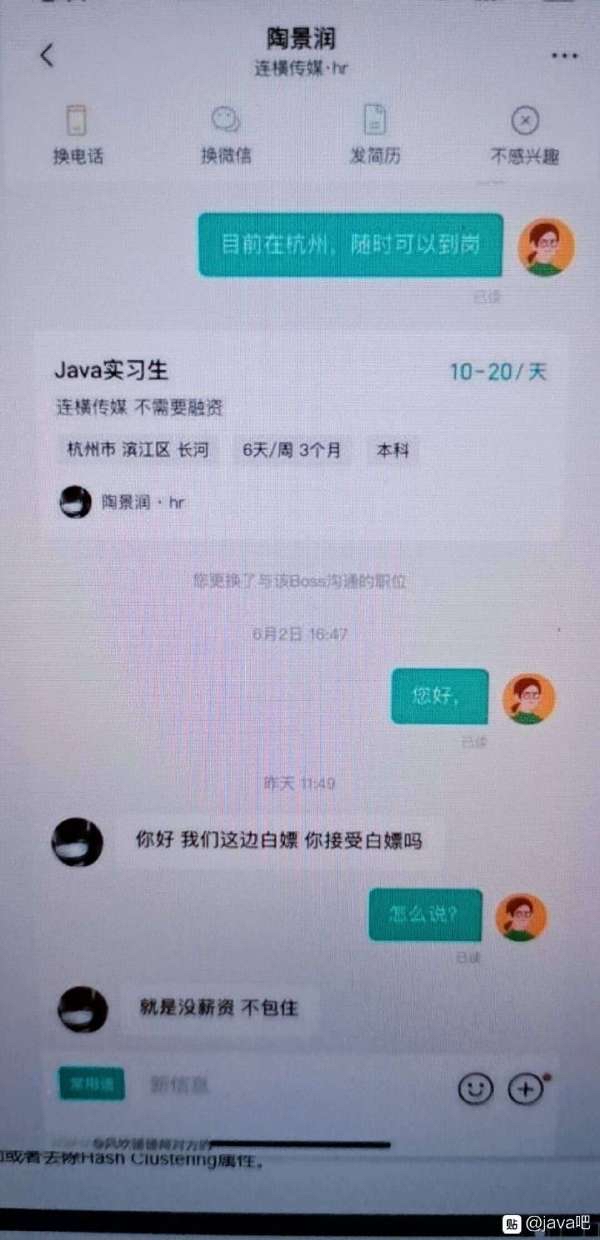 陶景润
连横传媒·hr
换电话 换微信 发简历 不感兴趣
目前在杭州，随时可以到岗
已读
Java实习生 10-20/天
连横传媒 不需要融资
杭州市 滨江区 长河 6天/周 3个月 本科
陶景润·hr
您更换了与该Boss沟通的职位
6月2日 16:47
您好，
已读
昨天 11:49
你好 我们这边白嫖 你接受白嫖吗
怎么说?
已读
就是没薪资 不包住
常用语 新信息
或者去除Hash Clustering属性。
贴 @java吧